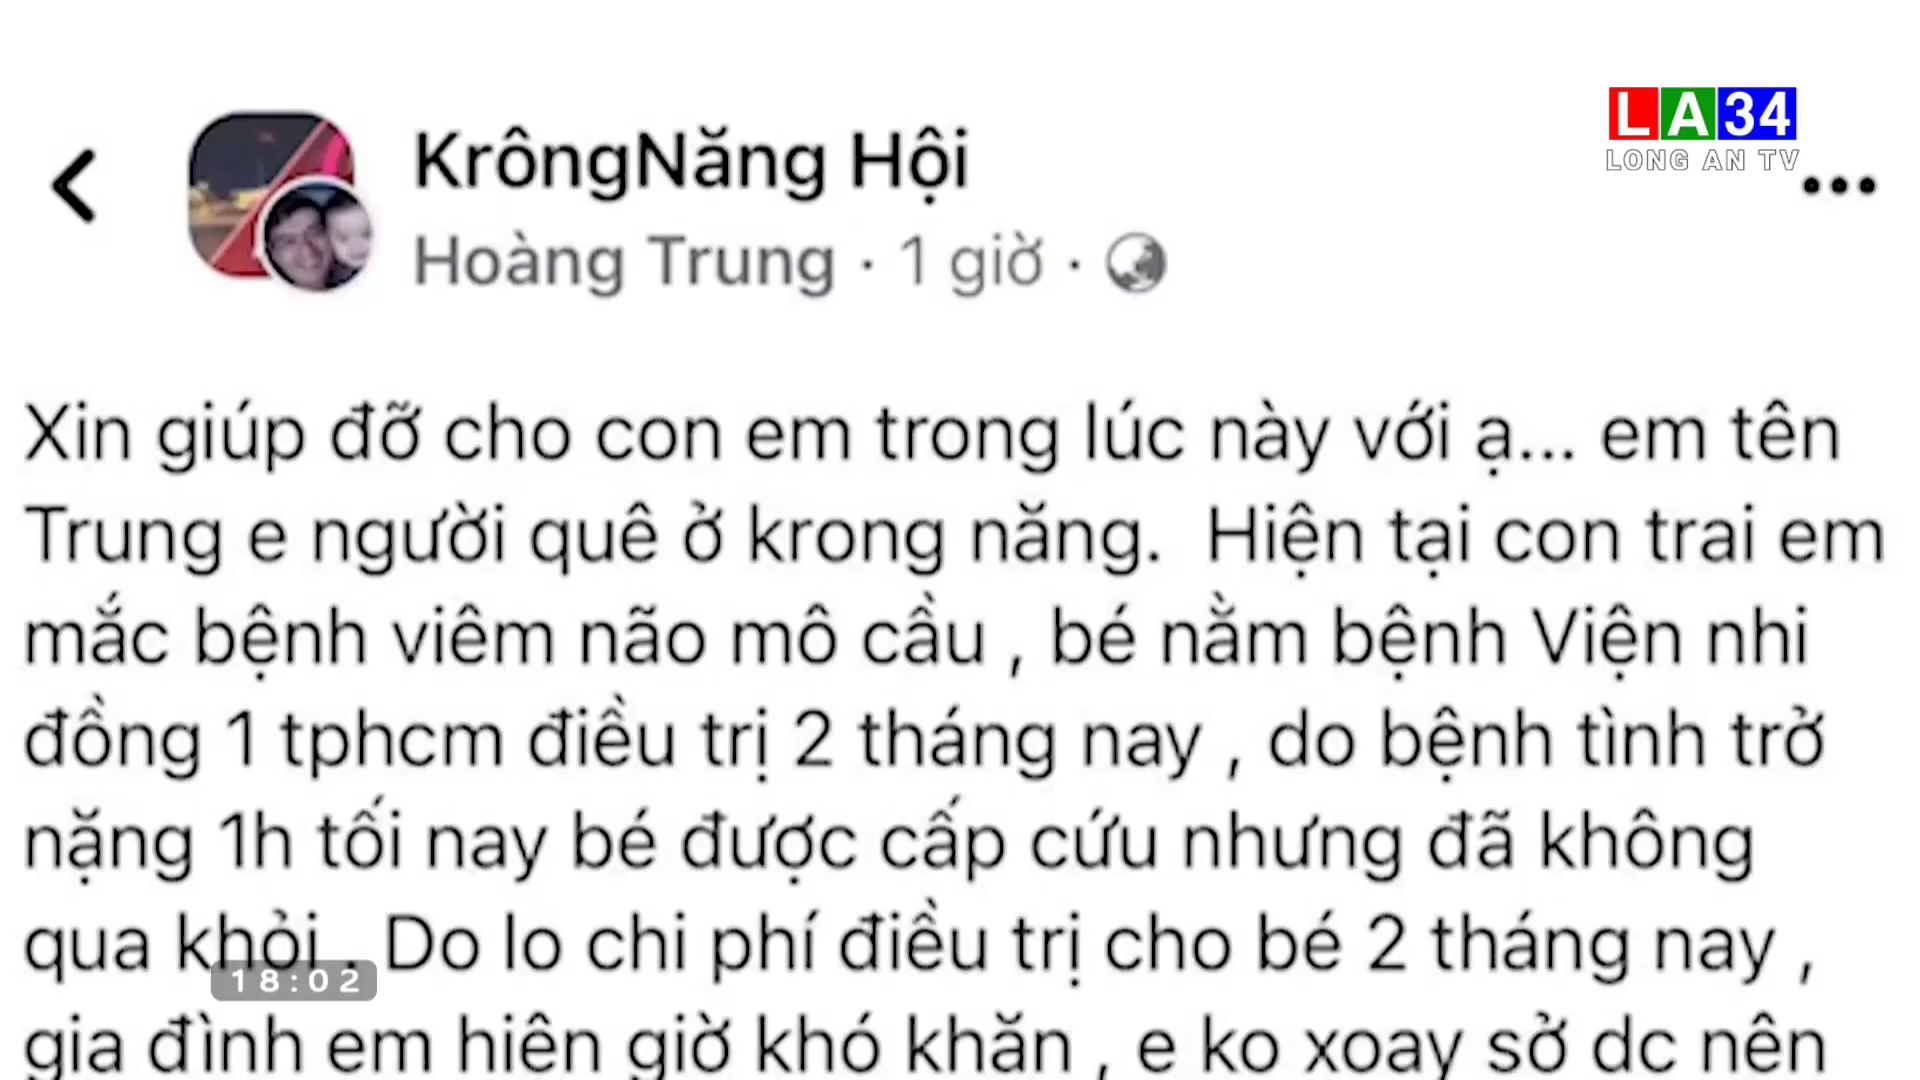 LA34
LONG AN TV
KrôngNăng Hội
Hoàng Trung · 1 giờ ·
Xin giúp đỡ cho con em trong lúc này với ạ... em tên
Trung e người quê ở krong năng. Hiện tại con trai em
mắc bệnh viêm não mô cầu , bé nằm bệnh Viện nhi
đồng 1 tphcm điều trị 2 tháng nay , do bệnh tình trở
nặng 1h tối nay bé được cấp cứu nhưng đã không
qua khỏi . Do lo chi phí điều trị cho bé 2 tháng nay ,
18:02
gia đình em hiện giờ khó khăn , e ko xoay sở dc nên